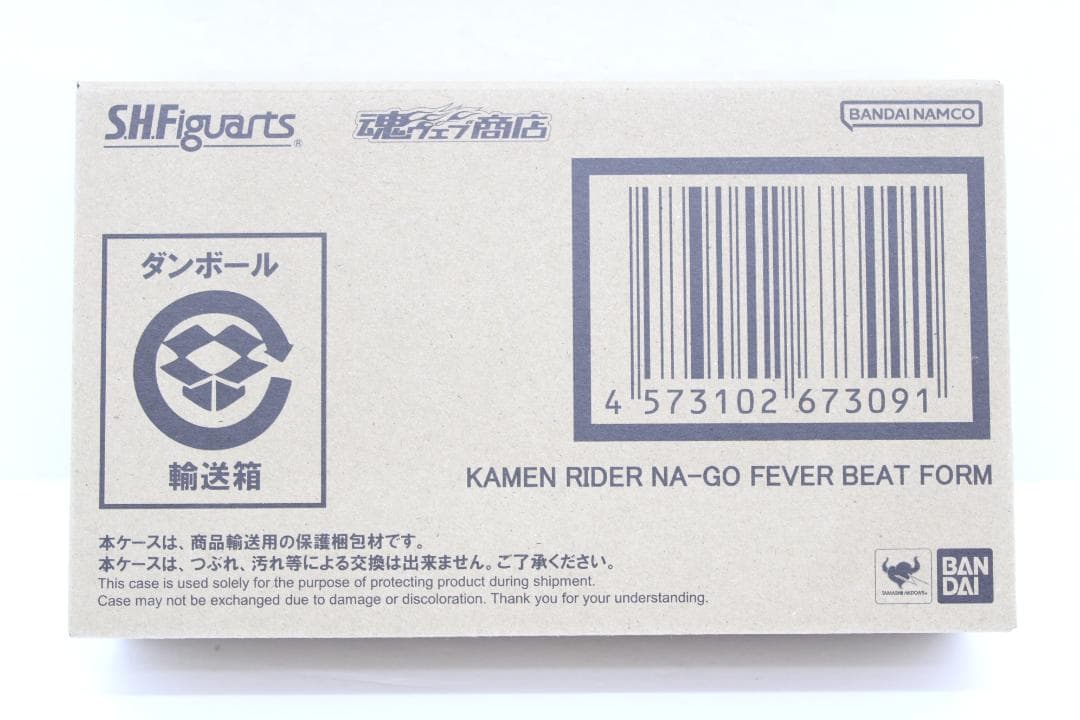 S.H.Figuarts®
魂ウェブ商店
BANDAI NAMCO
ダンボール
輸送箱
4 573102 673091
KAMEN RIDER NA-GO FEVER BEAT FORM
本ケースは、商品輸送用の保護梱包材です。
本ケースは、つぶれ、汚れ等による交換は出来ません。ご了承ください。
This case is used solely for the purpose of protecting product during shipment.
Case may not be exchanged due to damage or discoloration. Thank you for your understanding.
TAMASHII NATIONS
BAN
DAI